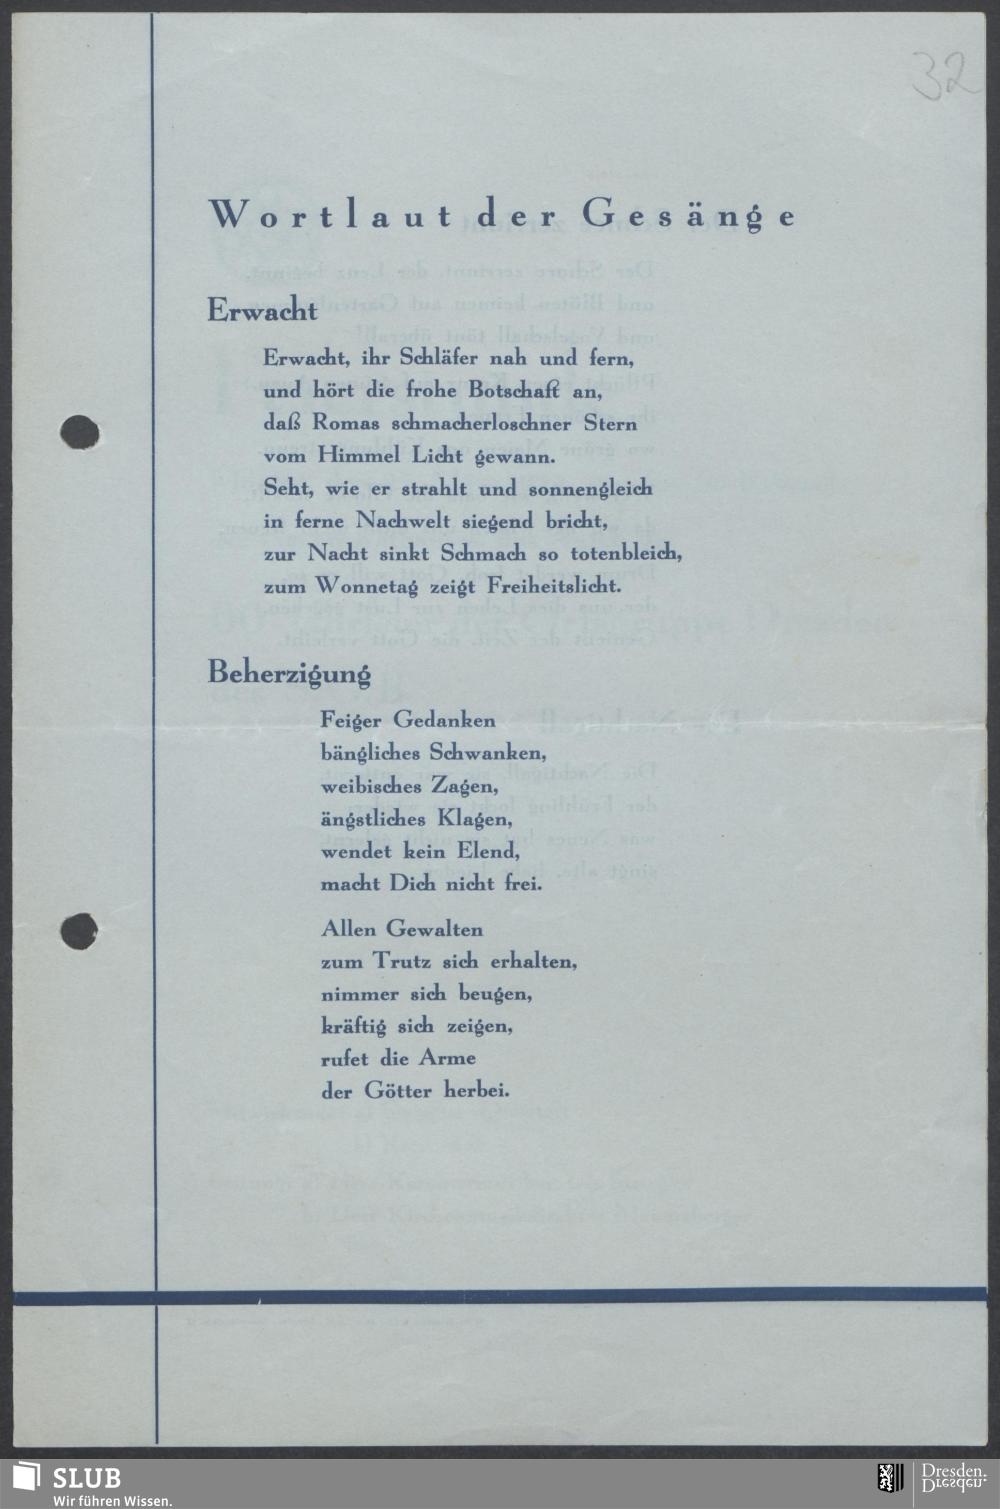 32
Wortlaut der Gesänge
Erwacht
Erwacht, ihr Schläfer nah und fern,
und hört die frohe Botschaft an,
daß Romas schmacherloschner Stern
vom Himmel Licht gewann.
Seht, wie er strahlt und sonnengleich
in ferne Nachwelt siegend bricht,
zur Nacht sinkt Schmach so totenbleich,
zum Wonnetag zeigt Freiheitslicht.
Beherzigung
Feiger Gedanken
bängliches Schwanken,
weibisches Zagen,
ängstliches Klagen,
wendet kein Elend,
macht Dich nicht frei.
Allen Gewalten
zum Trutz sich erhalten,
nimmer sich beugen,
kräftig sich zeigen,
rufet die Arme
der Götter herbei.
SLUB
Wir führen Wissen.
Dresden.
Dresden.